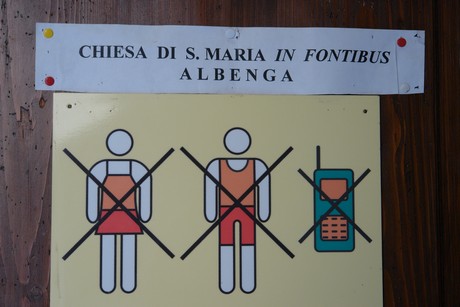 CHIESA DI S. MARIA IN FONTIBUS
ALBENGA